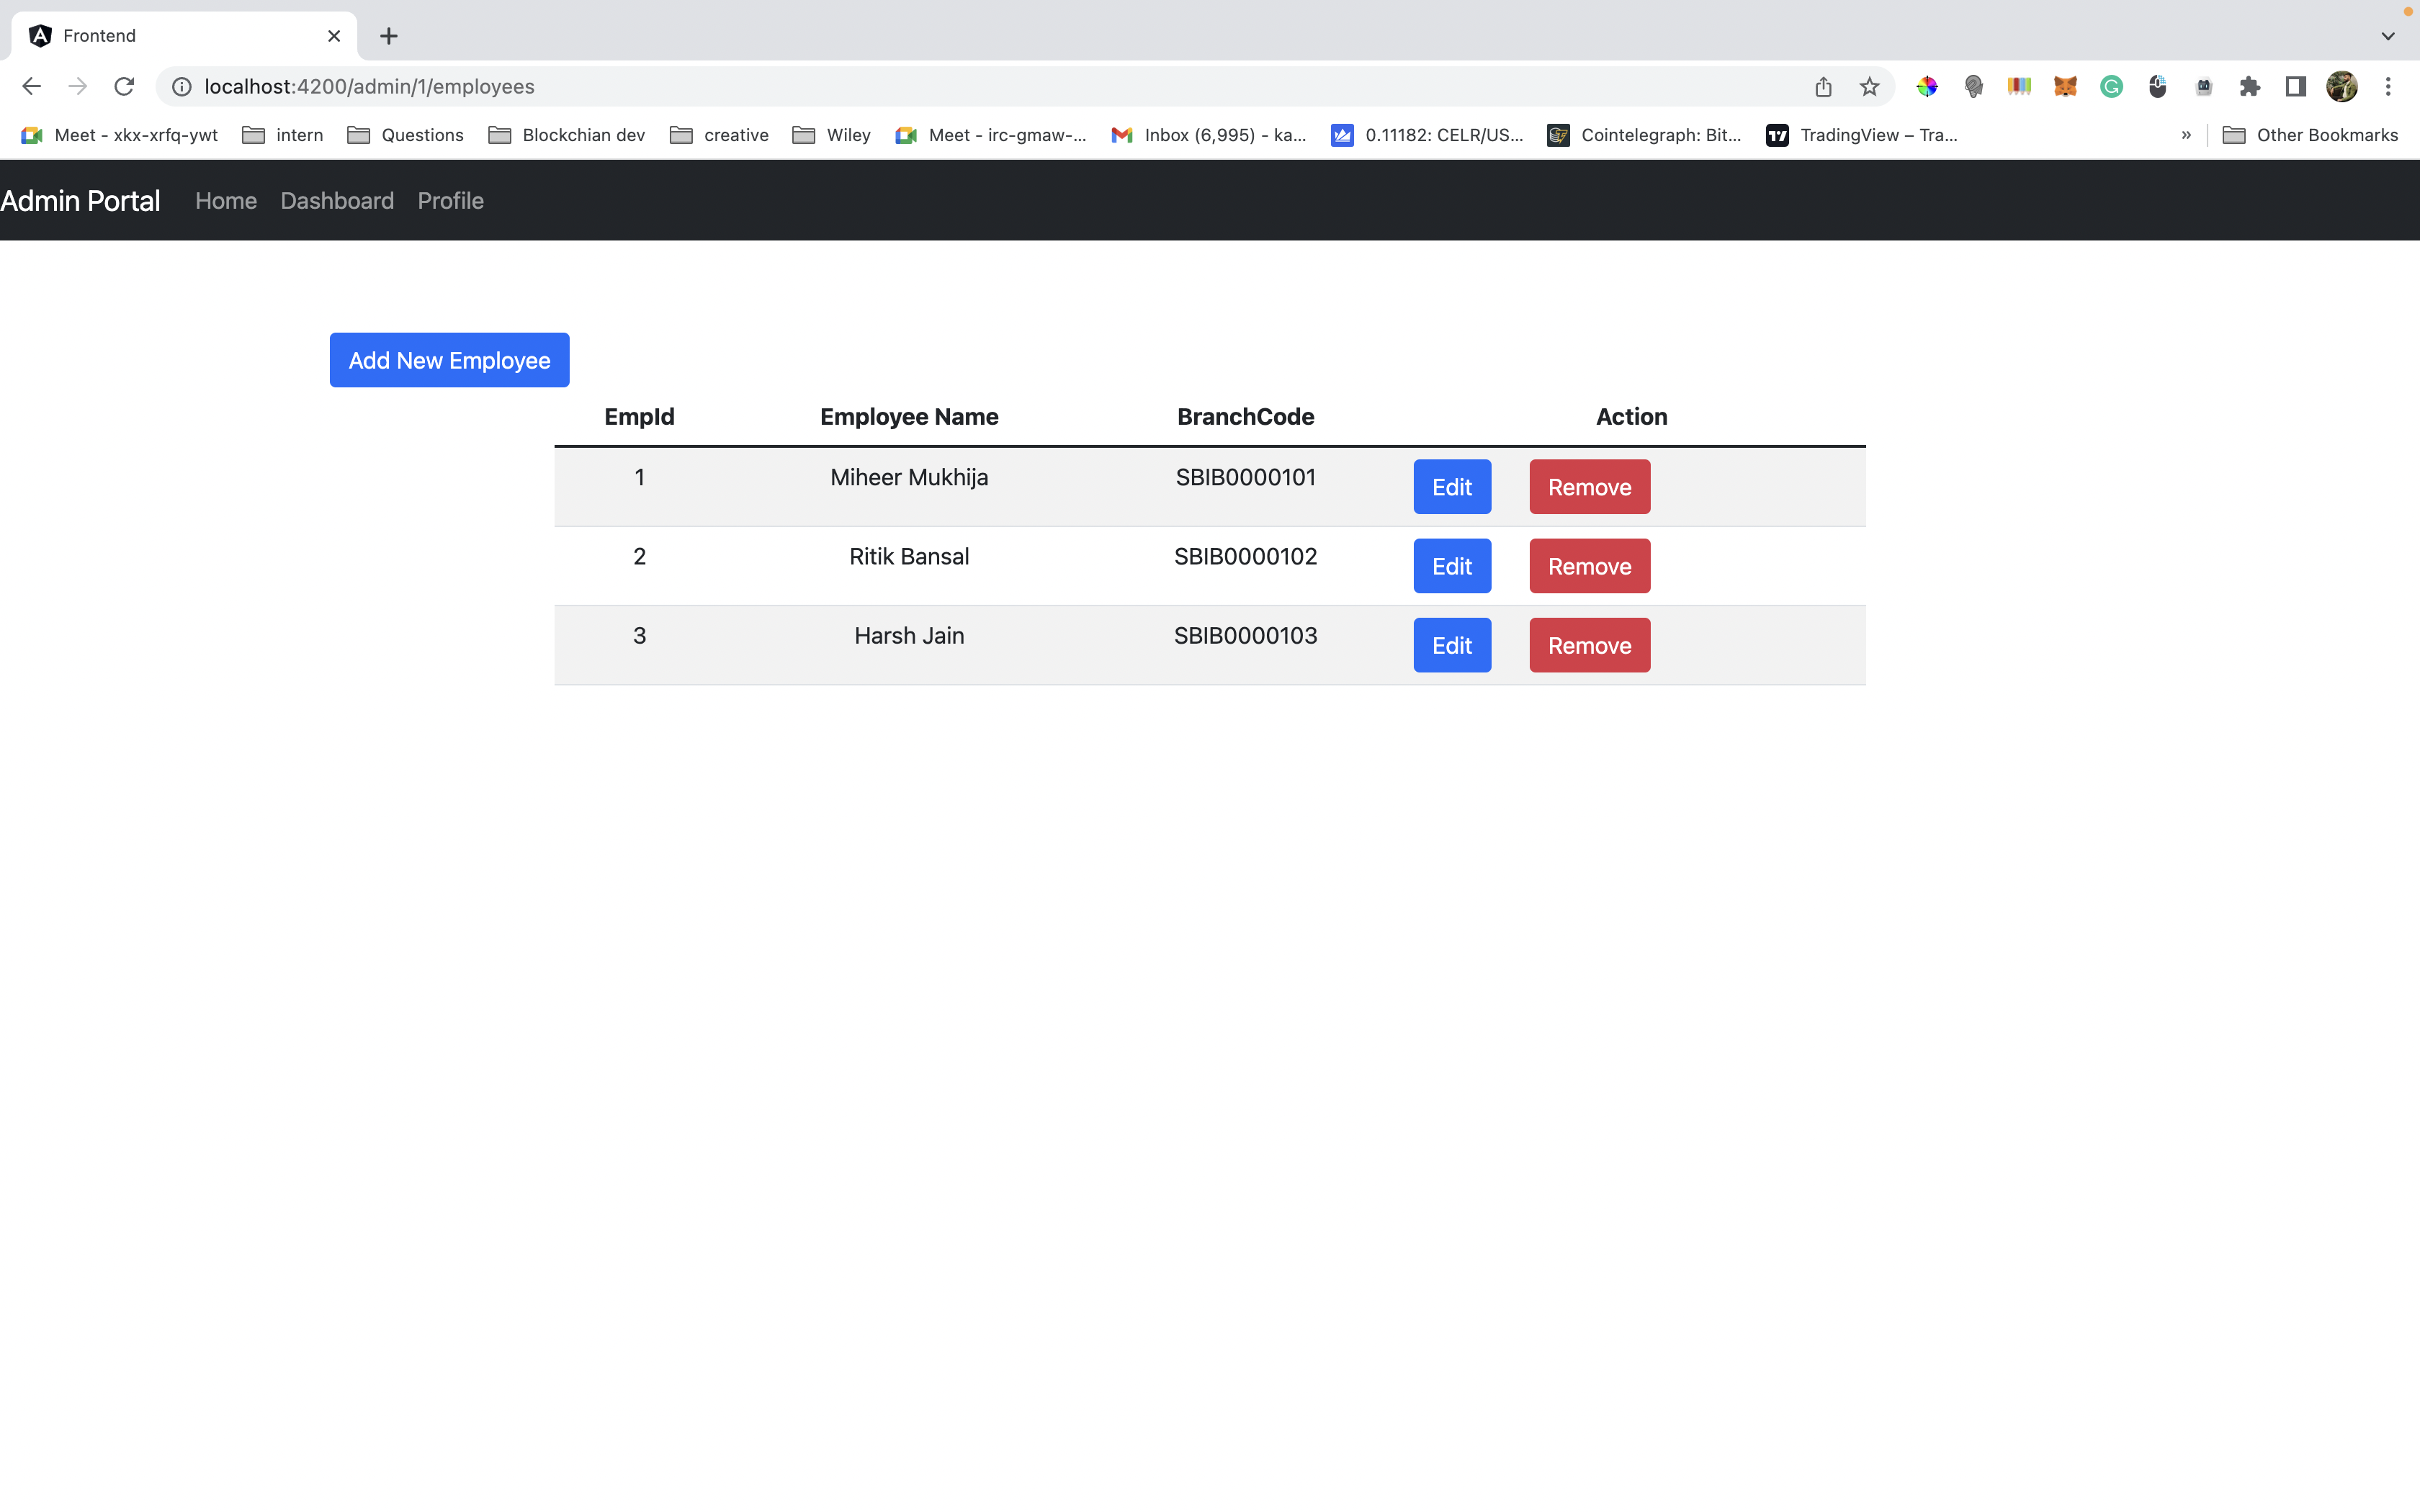 Frontend
localhost:4200/admin/1/employees
Meet - xkx-xrfq-ywt intern Questions Blockchian dev creative Wiley Meet - irc-gmaw-... Inbox (6,995) - ka... 0.11182: CELR/US... Cointelegraph: Bit... TradingView – Tra... » Other Bookmarks
Admin Portal Home Dashboard Profile
Add New Employee
EmpId Employee Name BranchCode Action
1 Miheer Mukhija SBIB0000101 Edit Remove
2 Ritik Bansal SBIB0000102 Edit Remove
3 Harsh Jain SBIB0000103 Edit Remove